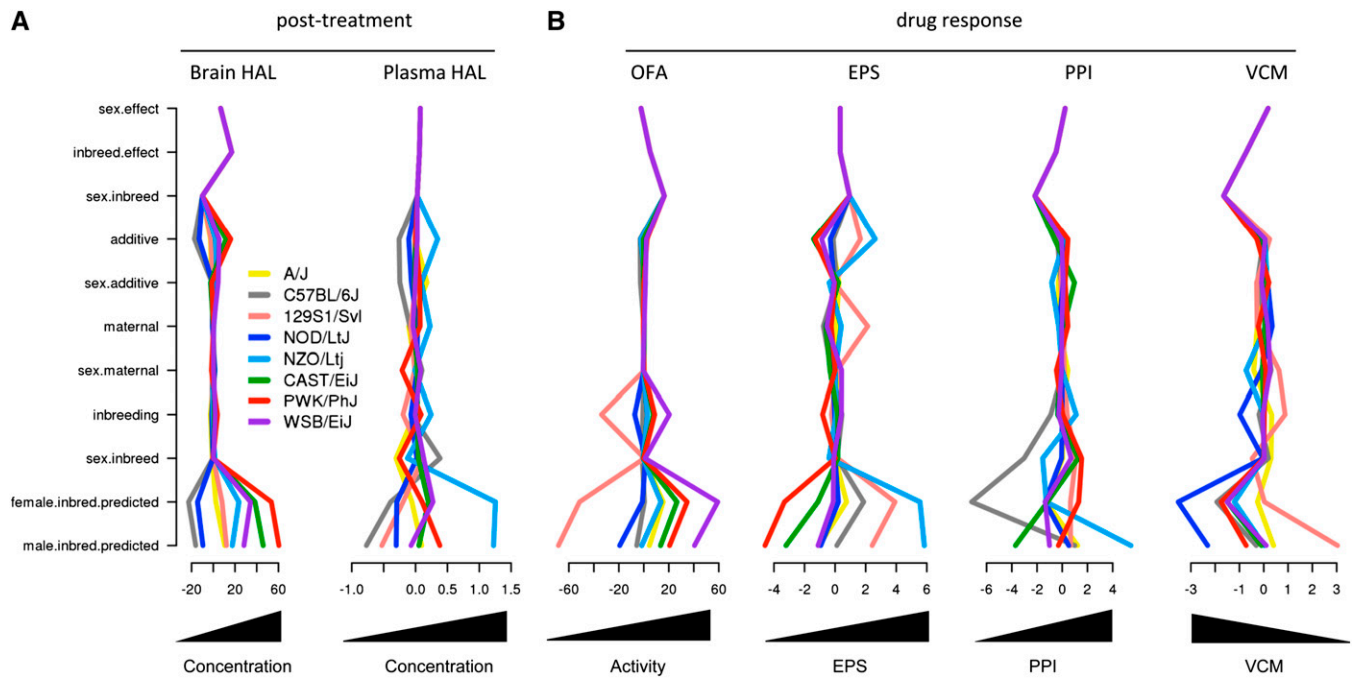 A
post-treatment
B
drug response
Brain HAL
Plasma HAL
OFA
EPS
PPI
VCM
sex.effect
inbreed.effect
sex.inbreed
additive
sex.additive
maternal
sex.maternal
inbreeding
sex.inbreed
female.inbred.predicted
male.inbred.predicted
A/J
C57BL/6J
129S1/SvI
NOD/LtJ
NZO/Ltj
CAST/EiJ
PWK/PhJ
WSB/EiJ
-20 20 60
-1.0 0.0 0.5 1.0 1.5
-60 -20 20 60
-4 -2 0 2 4 6
-6 -4 -2 0 2 4
-3 -2 -1 0 1 2 3
Concentration
Concentration
Activity
EPS
PPI
VCM